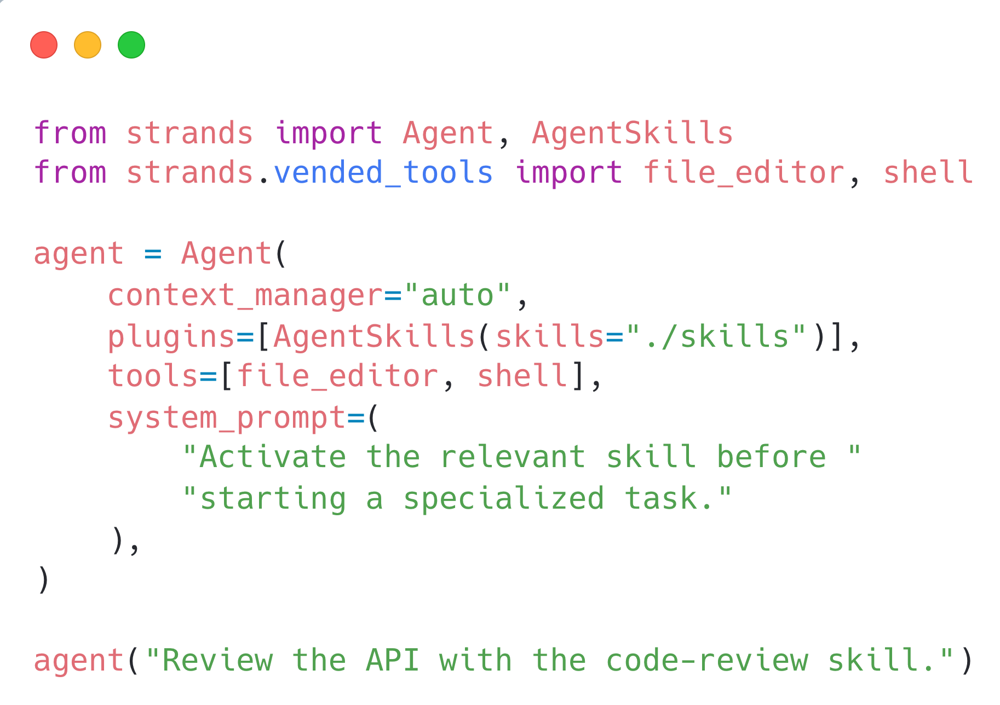 from strands import Agent, AgentSkills
from strands.vended_tools import file_editor, shell

agent = Agent(
    context_manager="auto",
    plugins=[AgentSkills(skills="./skills")],
    tools=[file_editor, shell],
    system_prompt=(
        "Activate the relevant skill before "
        "starting a specialized task."
    ),
)

agent("Review the API with the code-review skill.")